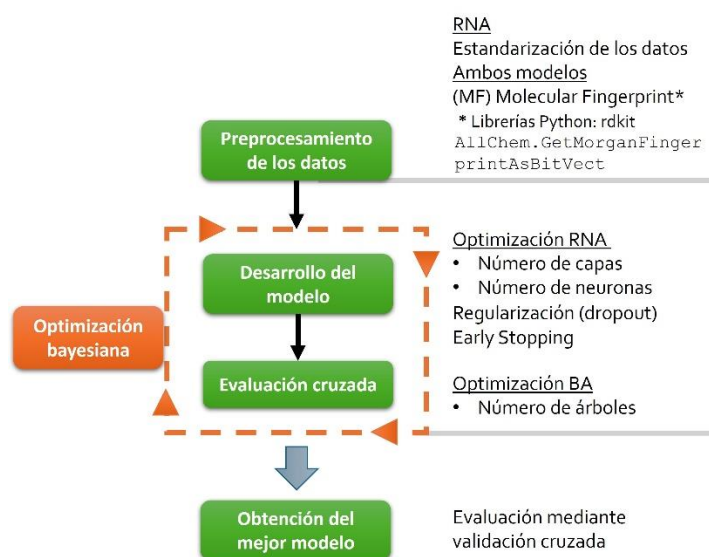 RNA
Estandarización de los datos
Ambos modelos
(MF) Molecular Fingerprint*
* Librerías Python: rdkit
AllChem.GetMorganFinger
printAsBitVect
Preprocesamiento
de los datos
Optimización RNA
• Número de capas
• Número de neuronas
Regularización (dropout)
Early Stopping
Desarrollo del
modelo
Optimización
bayesiana
Evaluación cruzada
Optimización BA
• Número de árboles
Obtención del
mejor modelo
Evaluación mediante
validación cruzada